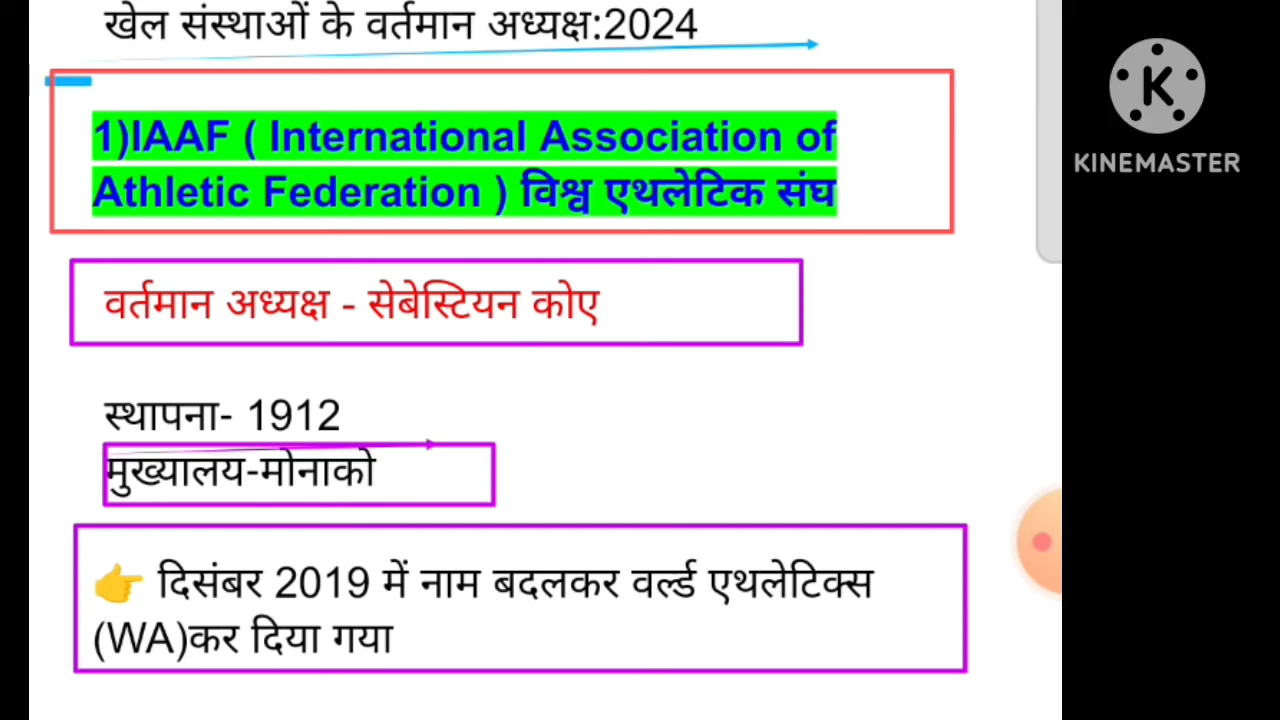 खेल संस्थाओं के वर्तमान अध्यक्ष:2024
1)IAAF ( International Association of
Athletic Federation ) विश्व एथलेटिक संघ
वर्तमान अध्यक्ष - सेबेस्टियन कोए
स्थापना- 1912
मुख्यालय-मोनाको
👉 दिसंबर 2019 में नाम बदलकर वर्ल्ड एथलेटिक्स
(WA)कर दिया गया
K
KINEMASTER